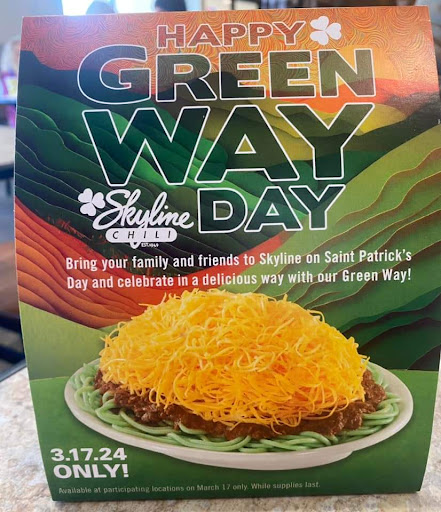 HAPPY
GREEN
WAY
Skyline
CHILI
EST. 1949
DAY
Bring your family and friends to Skyline on Saint Patrick's
Day and celebrate in a delicious way with our Green Way!
3.17.24
ONLY!
Available at participating locations on March 17 only. While supplies last.